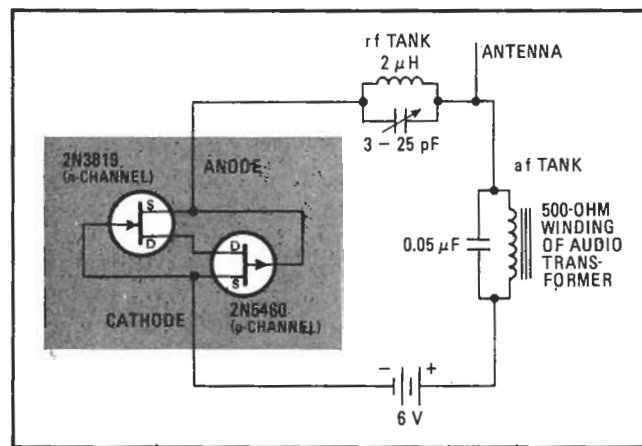 rf TANK
2 µH
ANTENNA
3 – 25 pF
2N3819
(n-CHANNEL)
ANODE
S
D
D
S
af TANK
0.05 µF
500-OHM
WINDING
OF AUDIO
TRANS-
FORMER
CATHODE
2N5460
(p-CHANNEL)
– +
6 V